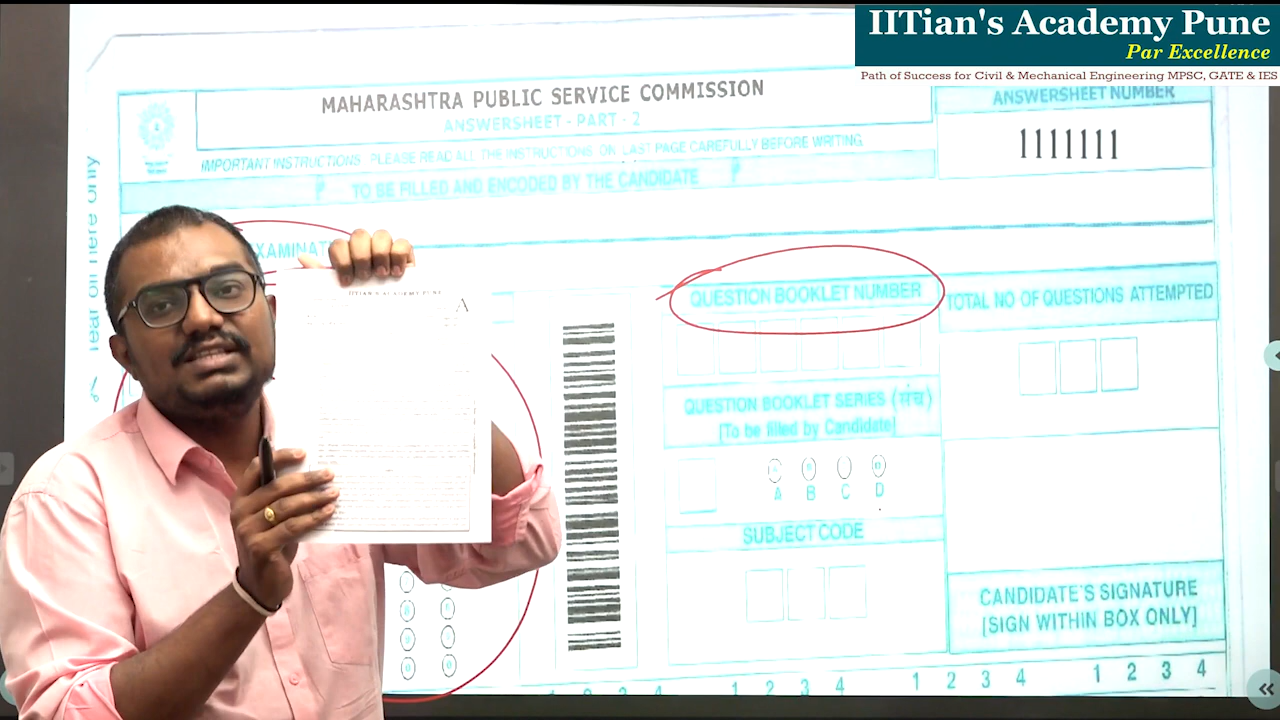 IITian's Academy Pune
Par Excellence
Path of Success for Civil & Mechanical Engineering MPSC, GATE & IES
MAHARASHTRA PUBLIC SERVICE COMMISSION
ANSWERSHEET - PART - 2
IMPORTANT INSTRUCTIONS. PLEASE READ ALL THE INSTRUCTIONS ON LAST PAGE CAREFULLY BEFORE WRITING.
TO BE FILLED AND ENCODED BY THE CANDIDATE
ANSWERSHEET NUMBER
1111111
Tear off here only
QUESTION BOOKLET NUMBER
TOTAL NO OF QUESTIONS ATTEMPTED
IITIAN'S ACADEMY PUNE
A
QUESTION BOOKLET SERIES (संच)
[To be filled by Candidate]
A B C D
SUBJECT CODE
CANDIDATE'S SIGNATURE
[SIGN WITHIN BOX ONLY]
1 2 3 4 1 2 3 4 1 2 3 4